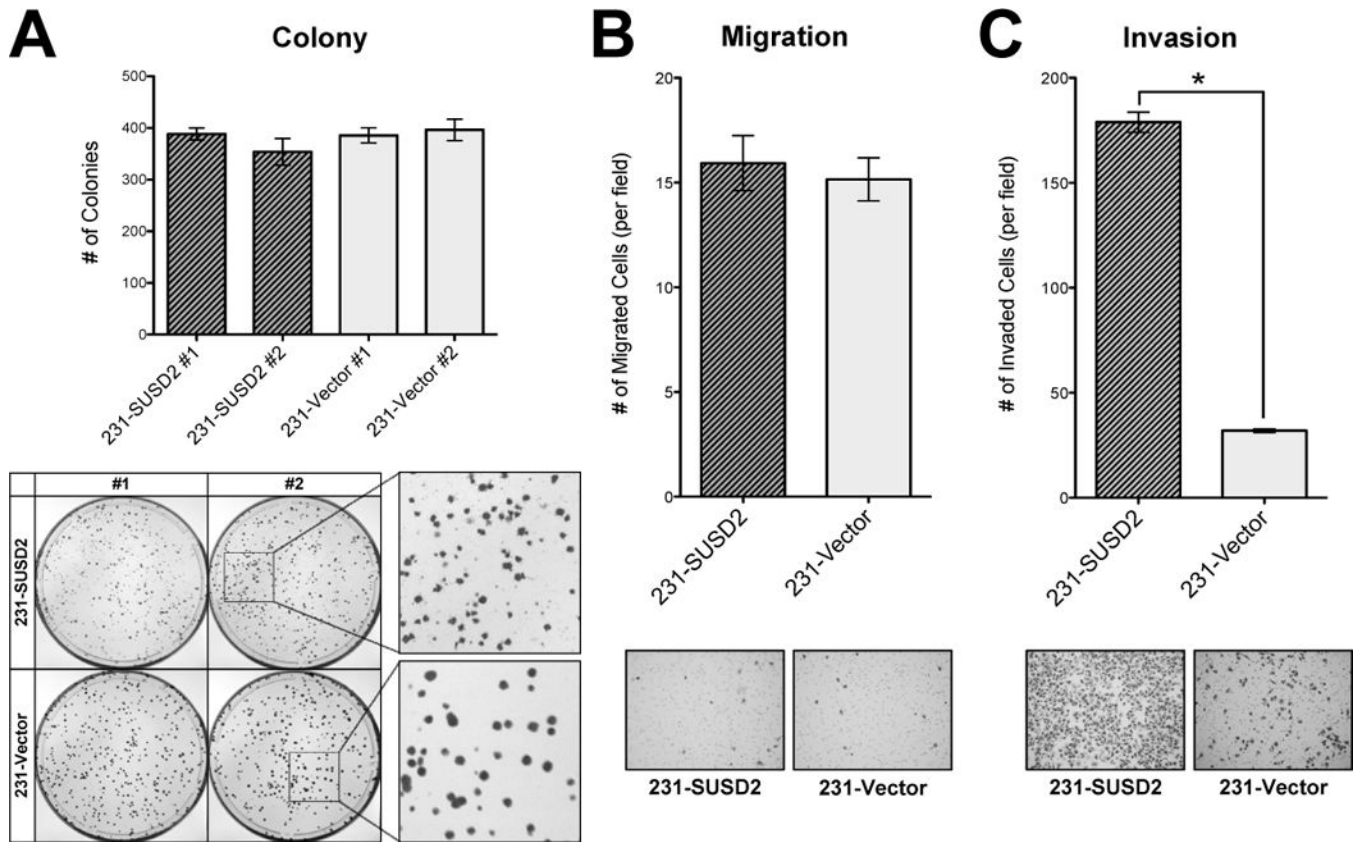 A
Colony
# of Colonies
500
400
300
200
100
0
231-SUSD2 #1
231-SUSD2 #2
231-Vector #1
231-Vector #2
#1
#2
231-SUSD2
231-Vector
B
Migration
# of Migrated Cells (per field)
20
15
10
5
0
231-SUSD2
231-Vector
231-SUSD2
231-Vector
C
Invasion
# of Invaded Cells (per field)
200
150
100
50
0
*
231-SUSD2
231-Vector
231-SUSD2
231-Vector